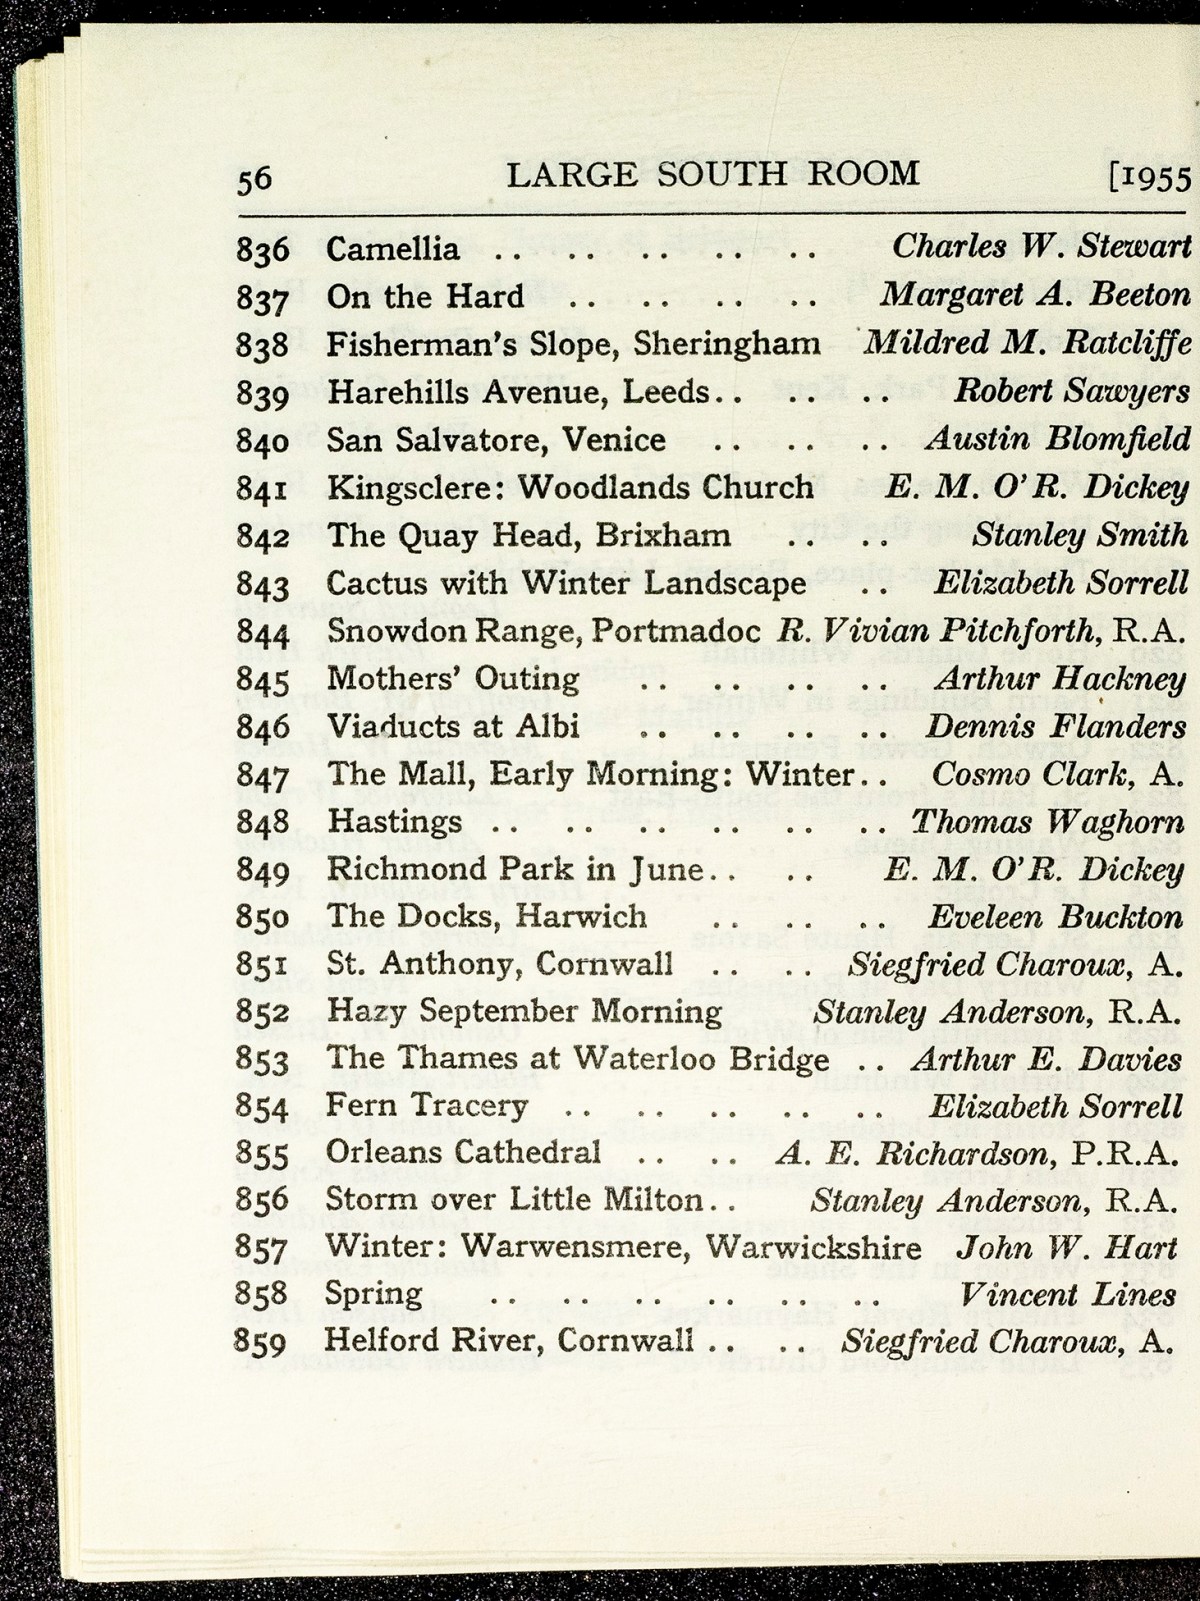 56 LARGE SOUTH ROOM [1955
836 Camellia .. .. .. .. .. Charles W. Stewart
837 On the Hard .. .. .. .. Margaret A. Beeton
838 Fisherman's Slope, Sheringham Mildred M. Ratcliffe
839 Harehills Avenue, Leeds.. .. .. Robert Sawyers
840 San Salvatore, Venice .. .. .. Austin Blomfield
841 Kingsclere: Woodlands Church E. M. O'R. Dickey
842 The Quay Head, Brixham .. .. Stanley Smith
843 Cactus with Winter Landscape .. Elizabeth Sorrell
844 Snowdon Range, Portmadoc R. Vivian Pitchforth, R.A.
845 Mothers' Outing .. .. .. .. Arthur Hackney
846 Viaducts at Albi .. .. .. .. Dennis Flanders
847 The Mall, Early Morning: Winter.. Cosmo Clark, A.
848 Hastings .. .. .. .. .. .. Thomas Waghorn
849 Richmond Park in June.. .. E. M. O'R. Dickey
850 The Docks, Harwich .. .. .. Eveleen Buckton
851 St. Anthony, Cornwall .. .. Siegfried Charoux, A.
852 Hazy September Morning Stanley Anderson, R.A.
853 The Thames at Waterloo Bridge .. Arthur E. Davies
854 Fern Tracery .. .. .. .. .. Elizabeth Sorrell
855 Orleans Cathedral .. .. A. E. Richardson, P.R.A.
856 Storm over Little Milton.. Stanley Anderson, R.A.
857 Winter: Warwensmere, Warwickshire John W. Hart
858 Spring .. .. .. .. .. .. Vincent Lines
859 Helford River, Cornwall .. .. Siegfried Charoux, A.